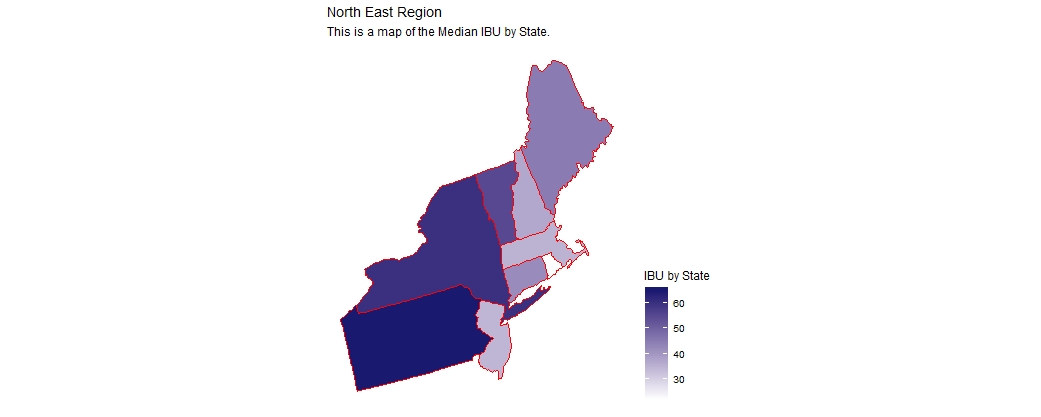 North East Region
This is a map of the Median IBU by State.
IBU by State
60
50
40
30